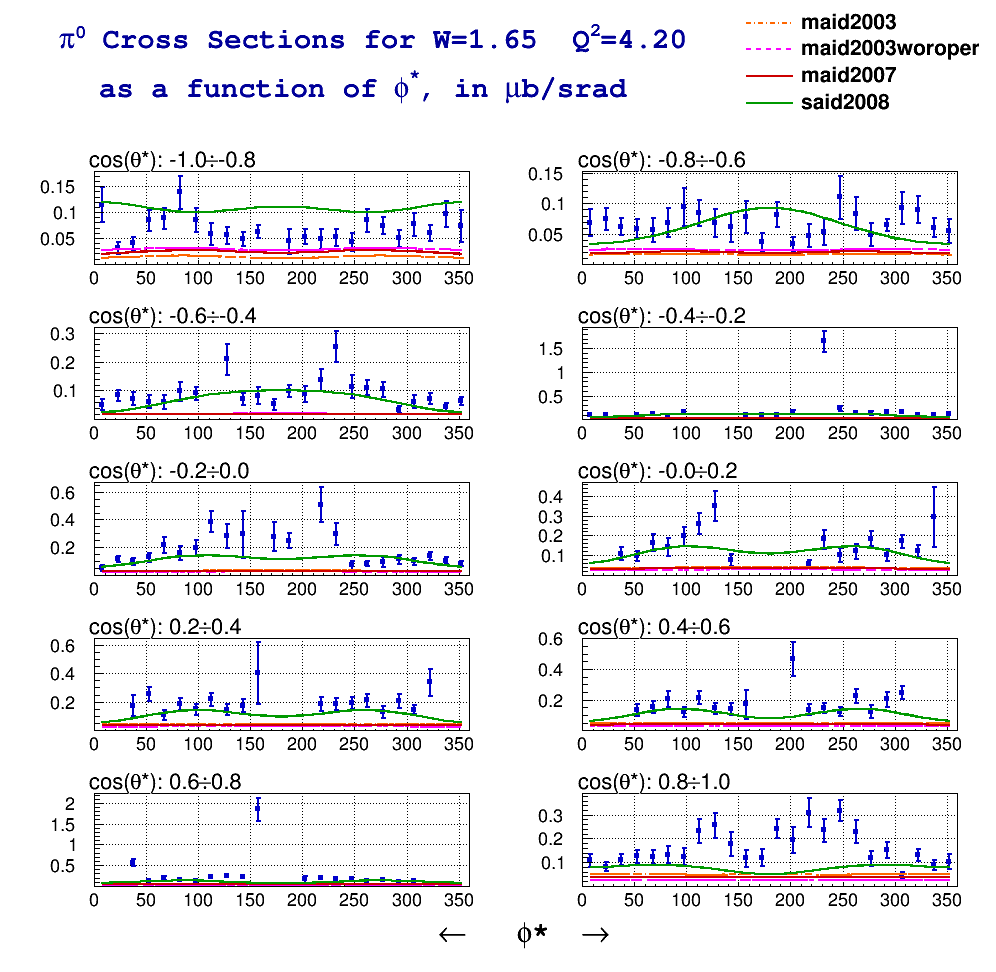 π⁰ Cross Sections for W=1.65 Q²=4.20
as a function of ϕ*, in μb/srad
maid2003
maid2003woroper
maid2007
said2008
cos(θ*): -1.0÷-0.8
0.15
0.1
0.05
0 50 100 150 200 250 300 350
cos(θ*): -0.8÷-0.6
0.15
0.1
0.05
0 50 100 150 200 250 300 350
cos(θ*): -0.6÷-0.4
0.3
0.2
0.1
0 50 100 150 200 250 300 350
cos(θ*): -0.4÷-0.2
1.5
1
0.5
0 50 100 150 200 250 300 350
cos(θ*): -0.2÷0.0
0.6
0.4
0.2
0 50 100 150 200 250 300 350
cos(θ*): -0.0÷0.2
0.4
0.3
0.2
0.1
0 50 100 150 200 250 300 350
cos(θ*): 0.2÷0.4
0.6
0.4
0.2
0 50 100 150 200 250 300 350
cos(θ*): 0.4÷0.6
0.6
0.4
0.2
0 50 100 150 200 250 300 350
cos(θ*): 0.6÷0.8
2
1.5
1
0.5
0 50 100 150 200 250 300 350
cos(θ*): 0.8÷1.0
0.3
0.2
0.1
0 50 100 150 200 250 300 350
← ϕ* →